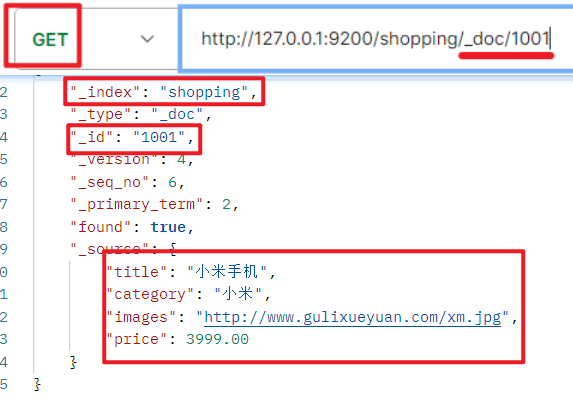 GET http://127.0.0.1:9200/shopping/_doc/1001
2 "_index": "shopping",
3 "_type": "_doc",
4 "_id": "1001",
5 "_version": 4,
6 "_seq_no": 6,
7 "_primary_term": 2,
8 "found": true,
9 "_source": {
0 "title": "小米手机",
1 "category": "小米",
2 "images": "http://www.gulixueyuan.com/xm.jpg",
3 "price": 3999.00
4 }
5 }